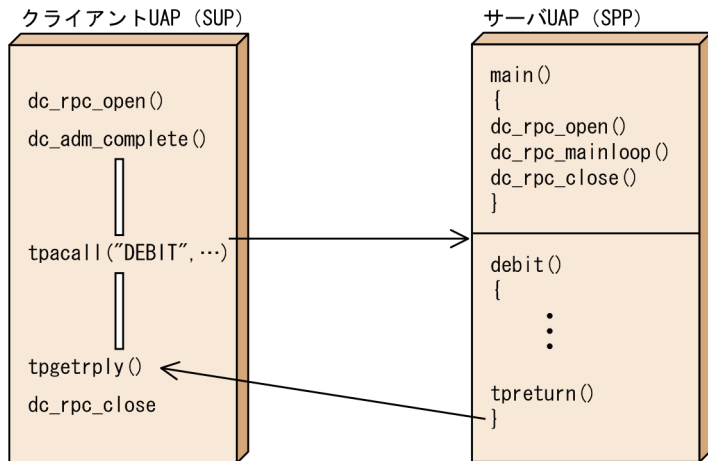 クライアントUAP(SUP)
dc_rpc_open()
dc_adm_complete()
tpacall("DEBIT",…)
tpgetrply()
dc_rpc_close
サーバUAP(SPP)
main()
{
dc_rpc_open()
dc_rpc_mainloop()
dc_rpc_close()
}
debit()
{
tpreturn()
}